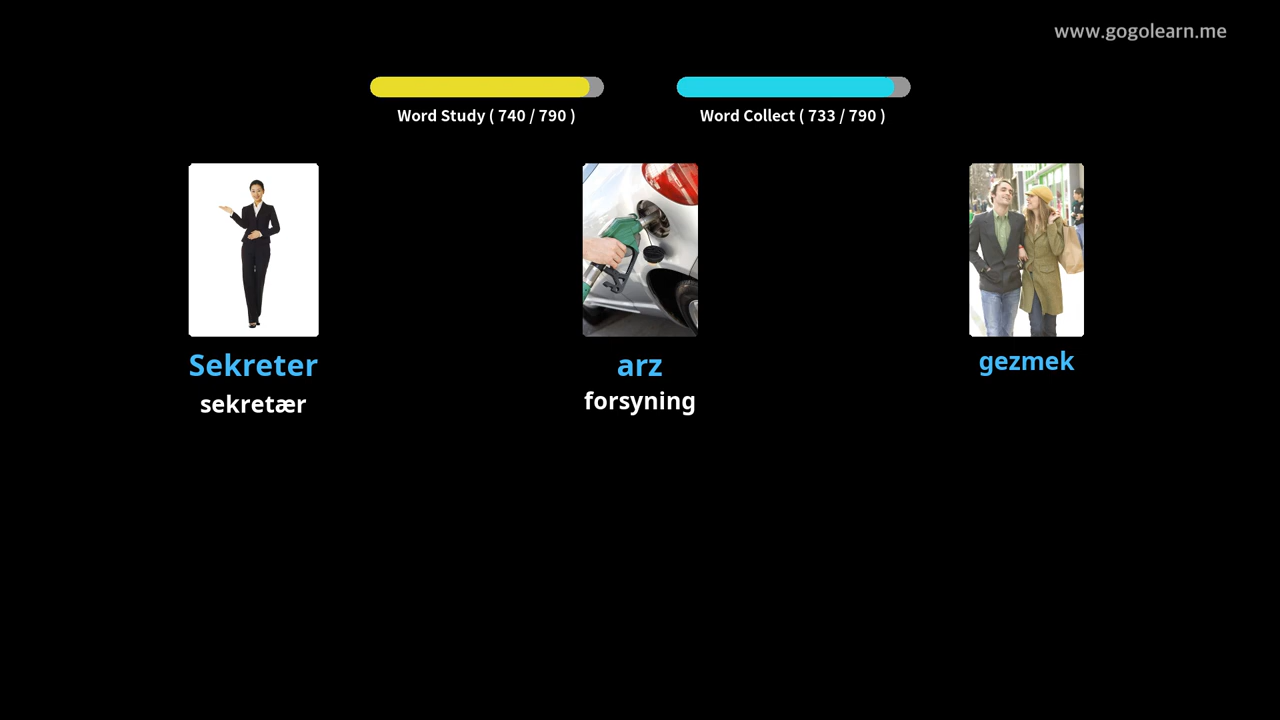 www.gogolearn.me
Word Study ( 740 / 790 )
Word Collect ( 733 / 790 )
Sekreter
sekretær
arz
forsyning
gezmek